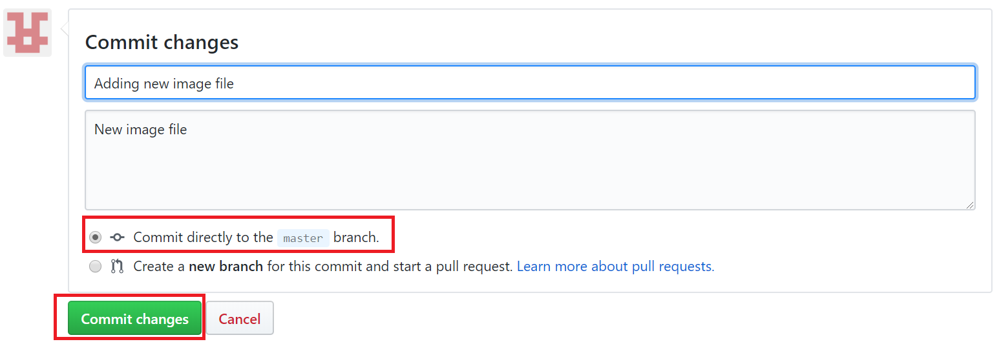 Commit changes
Adding new image file
New image file
Commit directly to the master branch.
Create a new branch for this commit and start a pull request. Learn more about pull requests.
Commit changes
Cancel